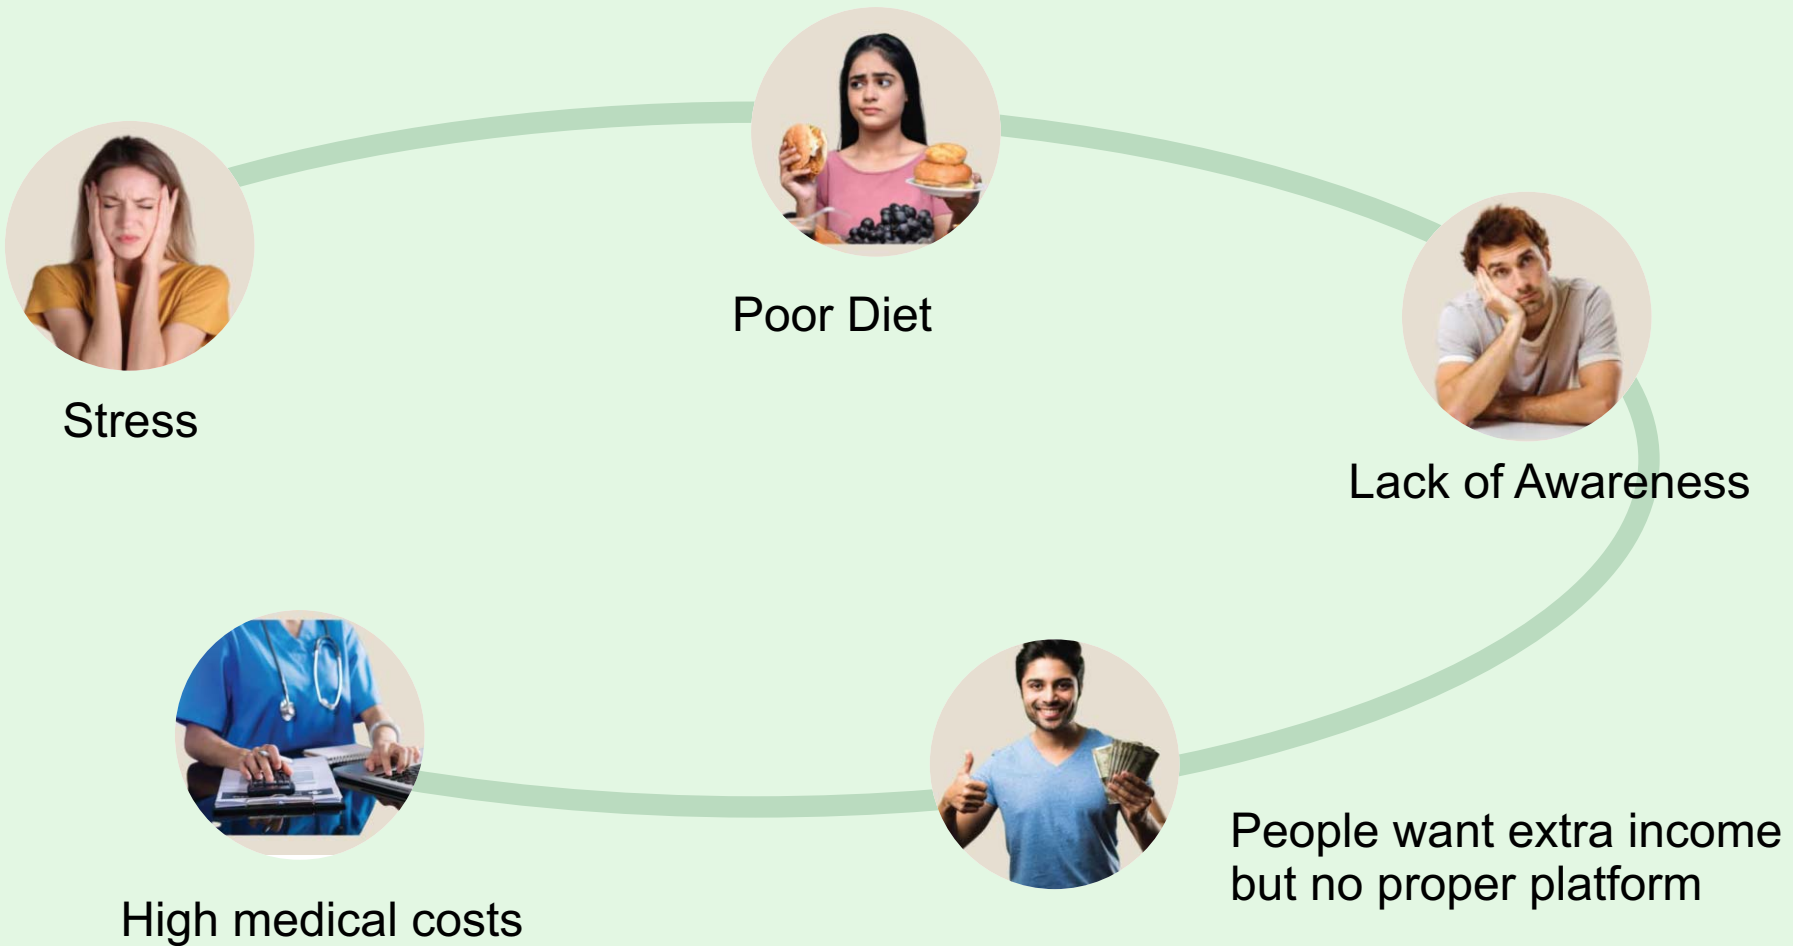 Poor Diet
Stress
Lack of Awareness
People want extra income
but no proper platform
High medical costs